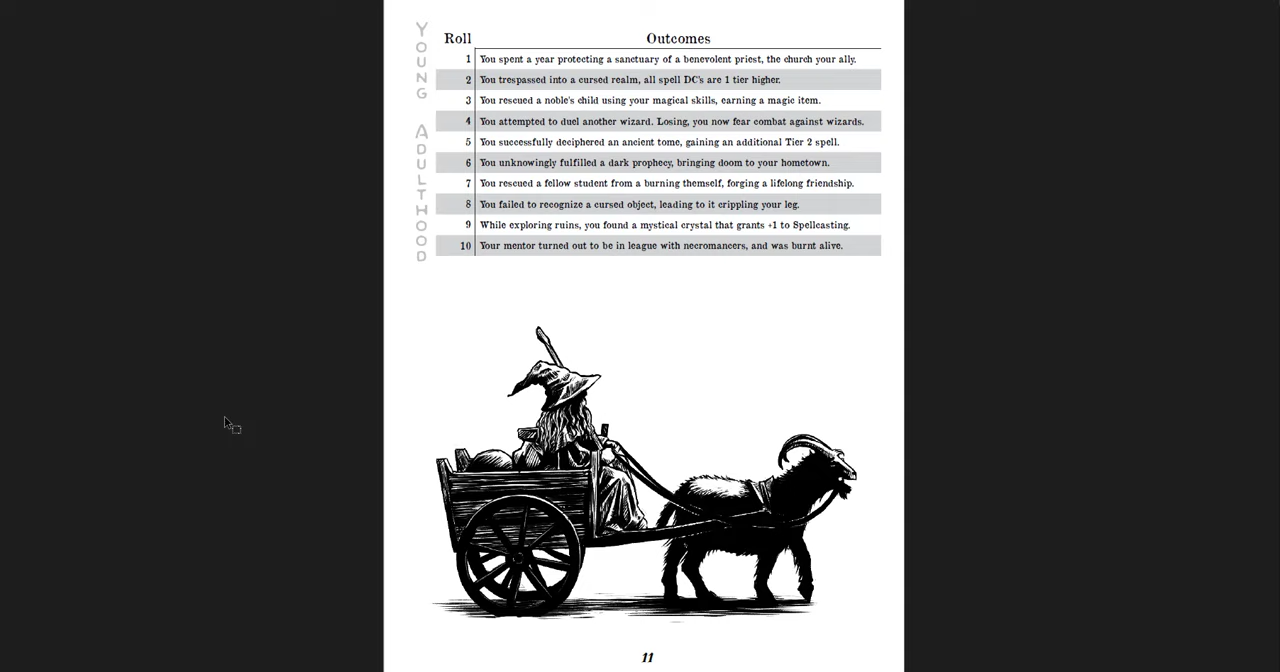 YOUNG ADULTHOOD
Roll Outcomes
1 You spent a year protecting a sanctuary of a benevolent priest, the church your ally.
2 You trespassed into a cursed realm, all spell DC's are 1 tier higher.
3 You rescued a noble's child using your magical skills, earning a magic item.
4 You attempted to duel another wizard. Losing, you now fear combat against wizards.
5 You successfully deciphered an ancient tome, gaining an additional Tier 2 spell.
6 You unknowingly fulfilled a dark prophecy, bringing doom to your hometown.
7 You rescued a fellow student from a burning themself, forging a lifelong friendship.
8 You failed to recognize a cursed object, leading to it crippling your leg.
9 While exploring ruins, you found a mystical crystal that grants +1 to Spellcasting.
10 Your mentor turned out to be in league with necromancers, and was burnt alive.
11